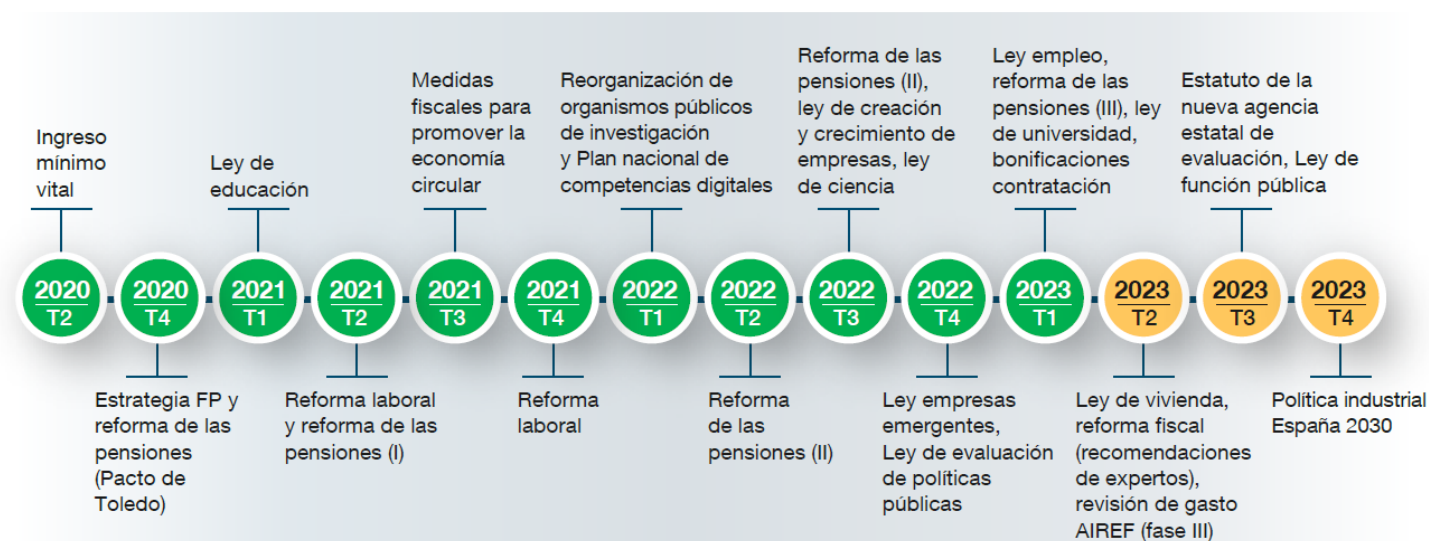 Ingreso
mínimo
vital
Ley de
educación
Medidas
fiscales para
promover la
economía
circular
Reorganización de
organismos públicos
de investigación
y Plan nacional de
competencias digitales
Reforma de las
pensiones (II),
ley de creación
y crecimiento de
empresas, ley
de ciencia
Ley empleo,
reforma de las
pensiones (III), ley
de universidad,
bonificaciones
contratación
Estatuto de la
nueva agencia
estatal de
evaluación, Ley de
función pública
2020
T2
2020
T4
2021
T1
2021
T2
2021
T3
2021
T4
2022
T1
2022
T2
2022
T3
2022
T4
2023
T1
2023
T2
2023
T3
2023
T4
Estrategia FP y
reforma de las
pensiones
(Pacto de
Toledo)
Reforma laboral
y reforma de las
pensiones (I)
Reforma
laboral
Reforma
de las
pensiones (II)
Ley empresas
emergentes,
Ley de evaluación
de políticas
públicas
Ley de vivienda,
reforma fiscal
(recomendaciones
de expertos),
revisión de gasto
AIREF (fase III)
Política industrial
España 2030